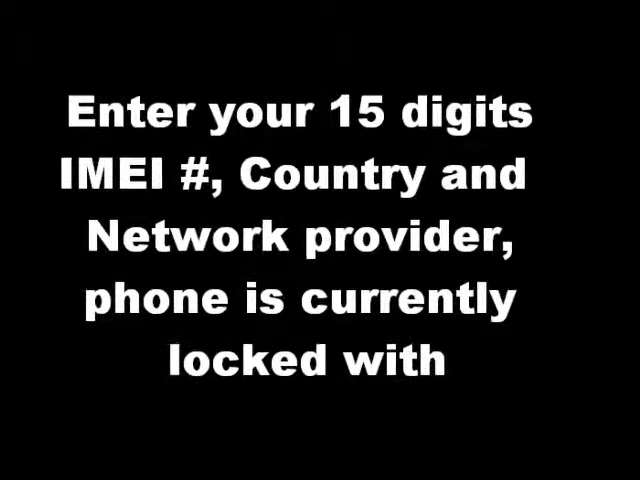 Enter your 15 digits
IMEI #, Country and
Network provider,
phone is currently
locked with